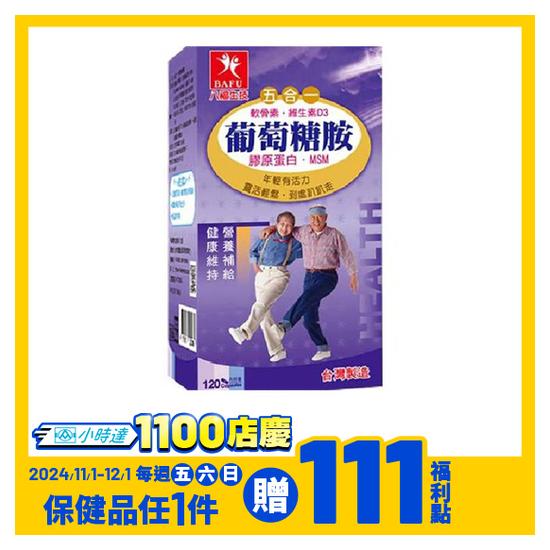 BAFU
八福生技
五合一
軟骨素・維生素D3
葡萄糖胺
膠原蛋白・MSM
年輕有活力
靈活輕鬆・到處趴趴走
營養補給
健康維持
HEALTH
120
台灣製造
小時達
1100店慶
2024/11/1-12/1 每週五六日
保健品任1件
贈111福利點